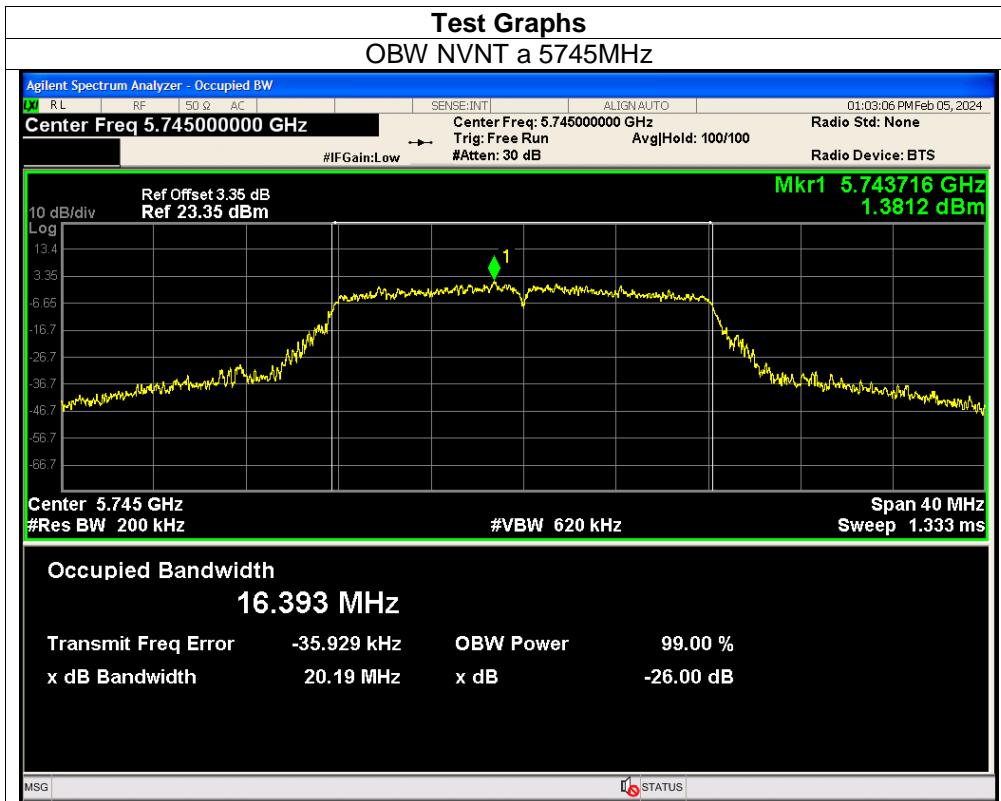 Test Graphs
OBW NVNT a 5745MHz
Agilent Spectrum Analyzer - Occupied BW
LXI RL RF 50 Ω AC SENSE:INT ALIGN AUTO 01:03:06 PM Feb 05, 2024
Center Freq 5.745000000 GHz Center Freq: 5.745000000 GHz Radio Std: None
Trig: Free Run Avg|Hold: 100/100
#IFGain:Low #Atten: 30 dB Radio Device: BTS
Mkr1 5.743716 GHz
Ref Offset 3.35 dB
10 dB/div Ref 23.35 dBm 1.3812 dBm
Log
1
13.4
3.35
-6.65
-16.7
-26.7
-36.7
-46.7
-56.7
-66.7
Center 5.745 GHz Span 40 MHz
#Res BW 200 kHz #VBW 620 kHz Sweep 1.333 ms
Occupied Bandwidth
16.393 MHz
Transmit Freq Error -35.929 kHz OBW Power 99.00 %
x dB Bandwidth 20.19 MHz x dB -26.00 dB
MSG STATUS